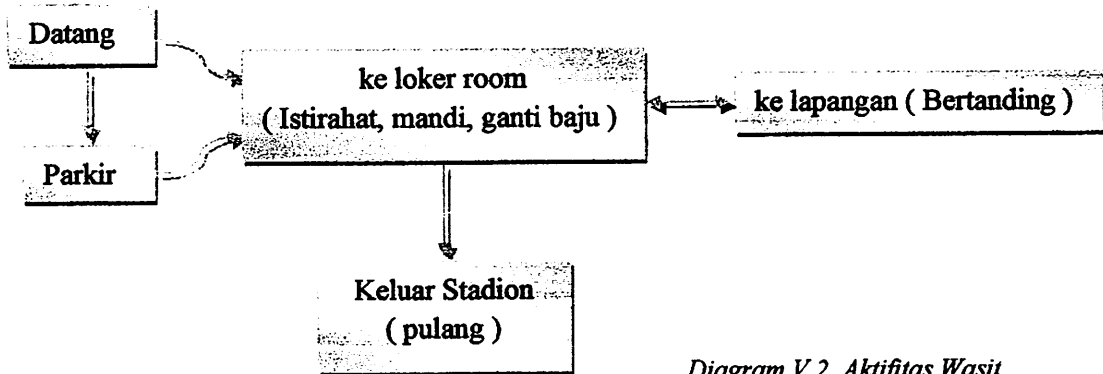 Datang
ke loker room
( Istirahat, mandi, ganti baju )
ke lapangan ( Bertanding )
Parkir
Keluar Stadion
( pulang )
Diagram V.2. Aktifitas Wasit